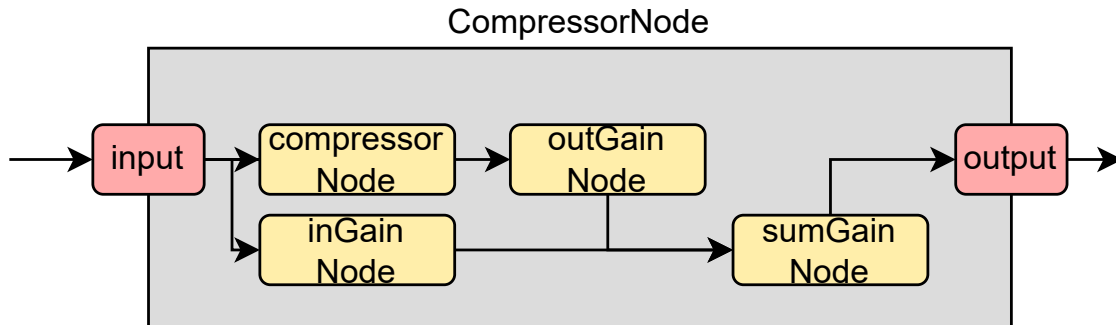 CompressorNode
input
compressor
Node
outGain
Node
output
inGain
Node
sumGain
Node